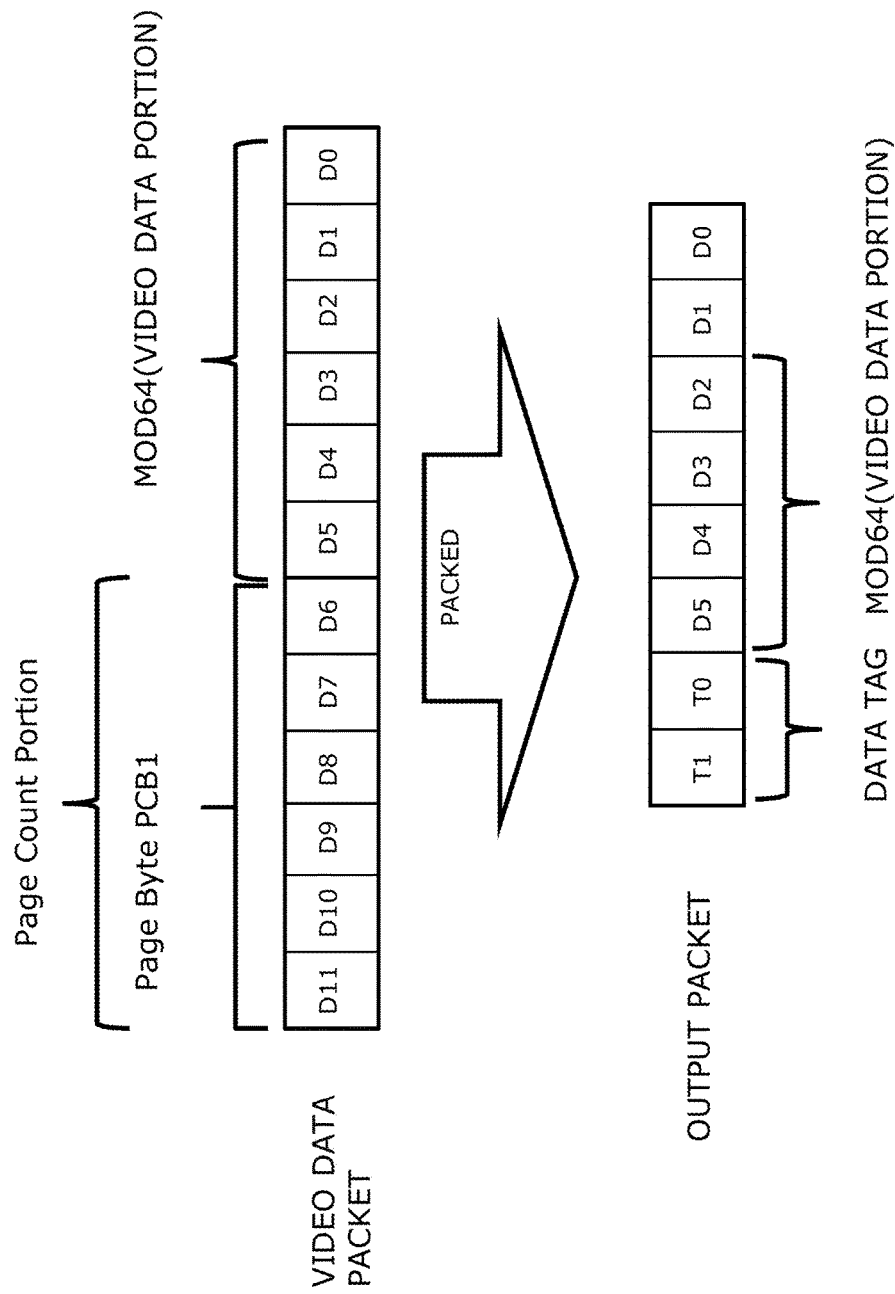 Page Count Portion
Page Byte PCB1
MOD64(VIDEO DATA PORTION)
VIDEO DATA
PACKET
D11 D10 D9 D8 D7 D6 D5 D4 D3 D2 D1 D0
PACKED
OUTPUT PACKET
T1 T0 D5 D4 D3 D2 D1 D0
DATA TAG MOD64(VIDEO DATA PORTION)